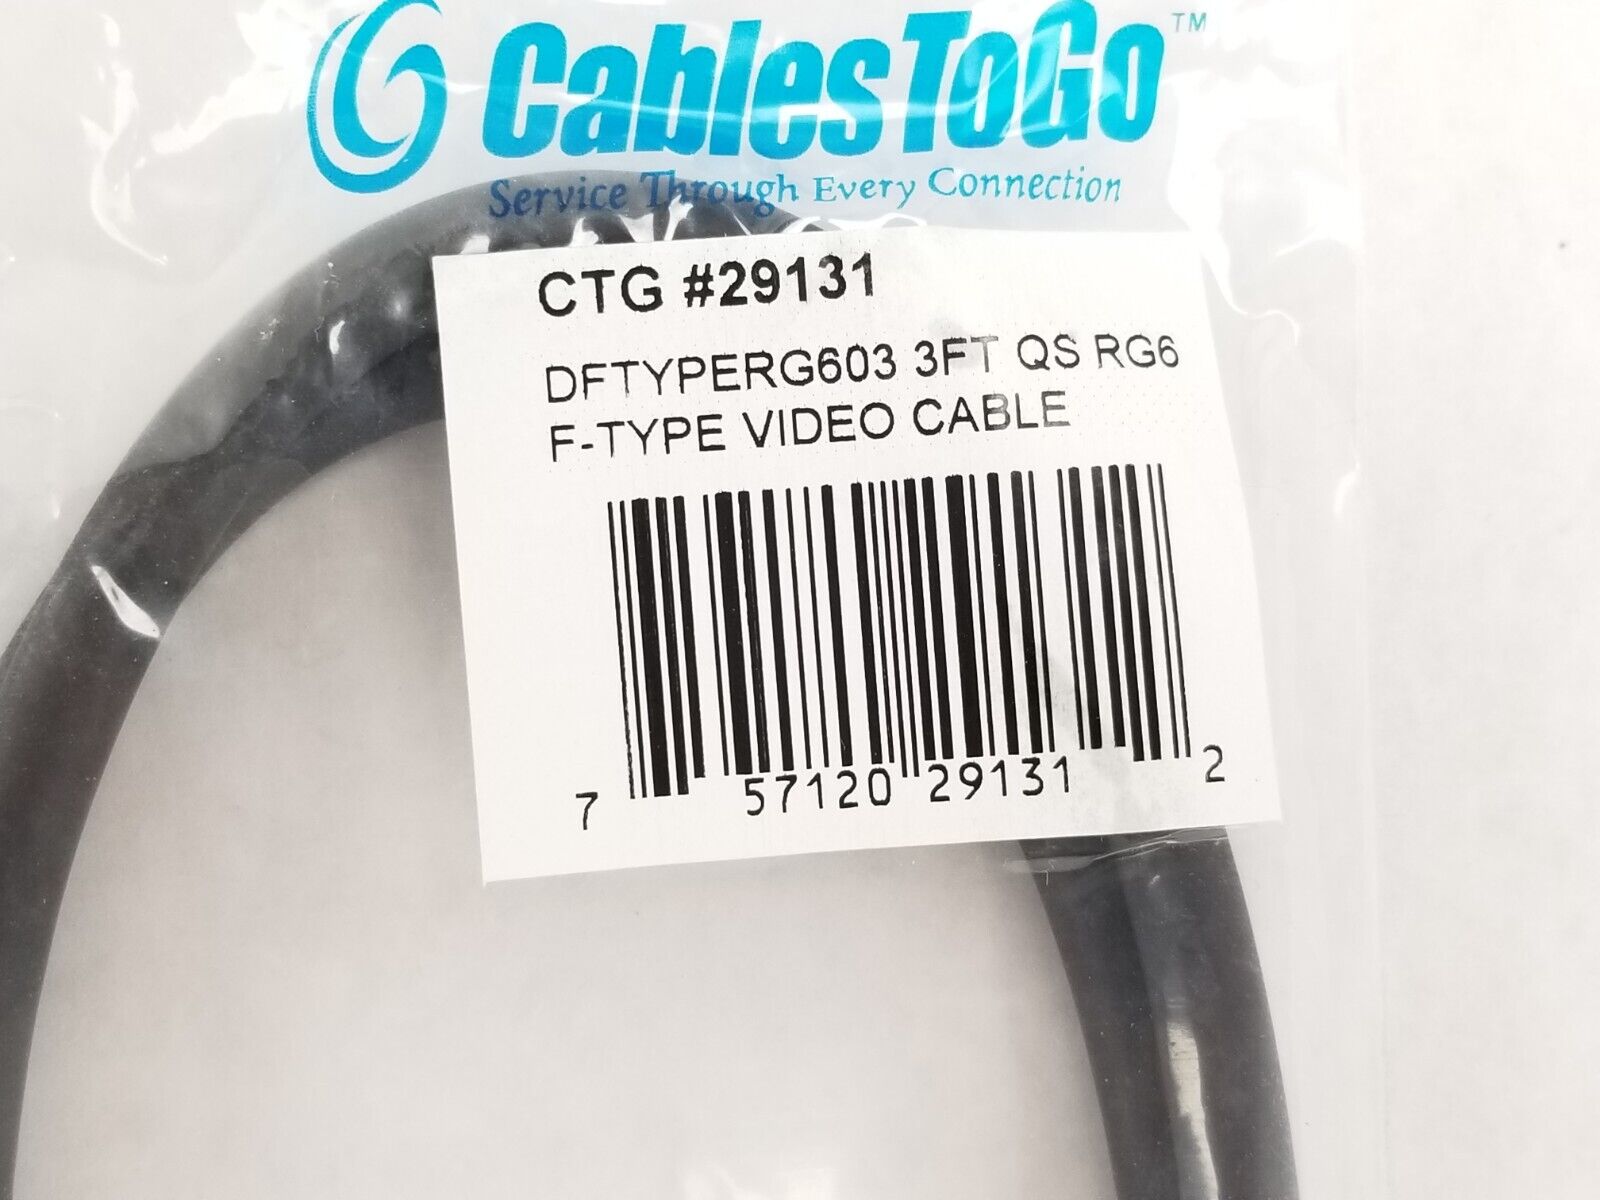 CablesToGo™
Service Through Every Connection
CTG #29131
DFTYPERG603 3FT QS RG6
F-TYPE VIDEO CABLE
7 57120 29131 2